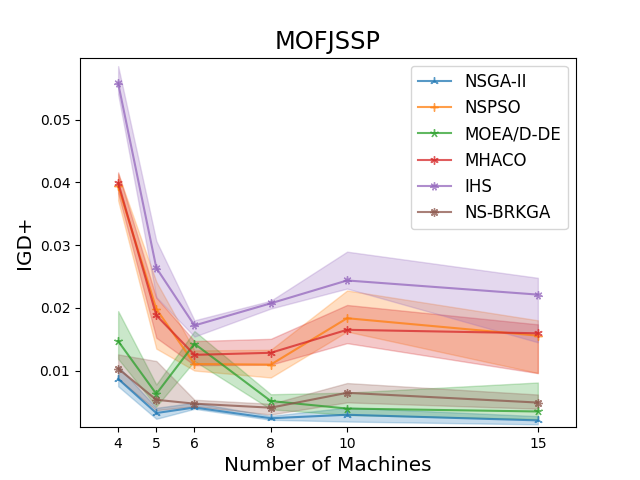 MOFJSSP
IGD+
0.05
0.04
0.03
0.02
0.01
4
5
6
8
10
15
Number of Machines
NSGA-II
NSPSO
MOEA/D-DE
MHACO
IHS
NS-BRKGA